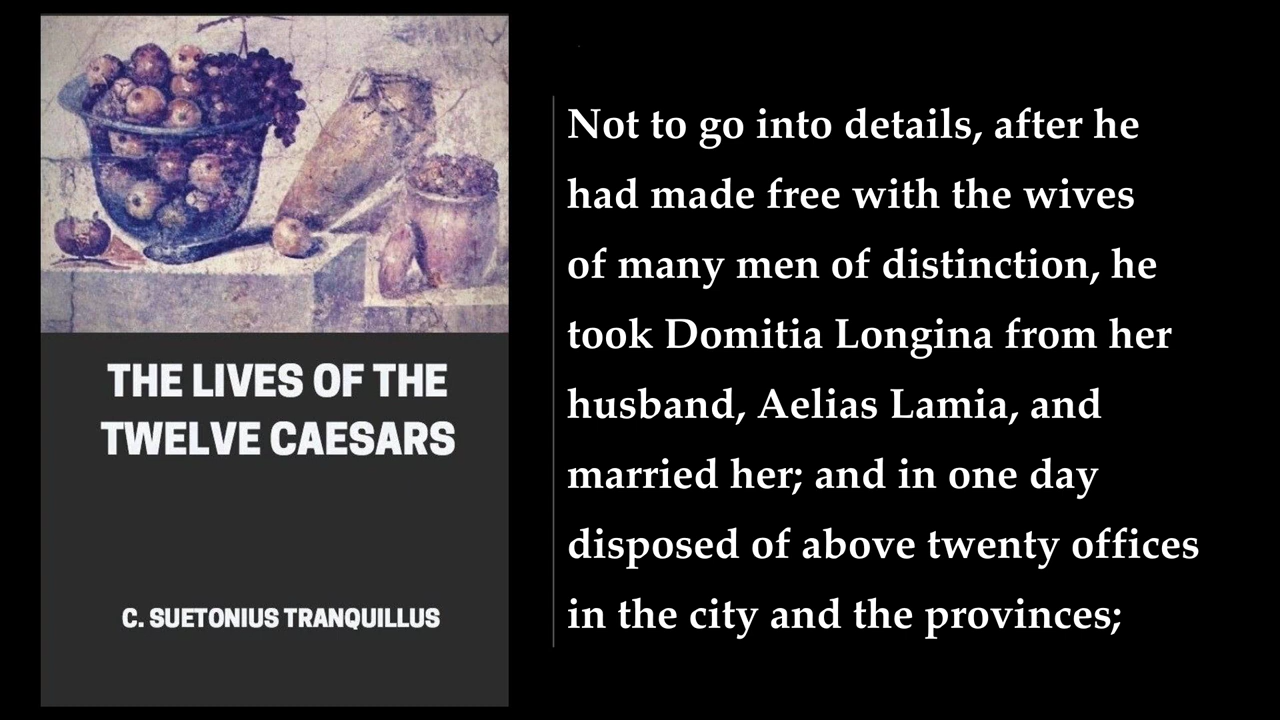 THE LIVES OF THE
TWELVE CAESARS
C. SUETONIUS TRANQUILLUS
Not to go into details, after he
had made free with the wives
of many men of distinction, he
took Domitia Longina from her
husband, Aelias Lamia, and
married her; and in one day
disposed of above twenty offices
in the city and the provinces;